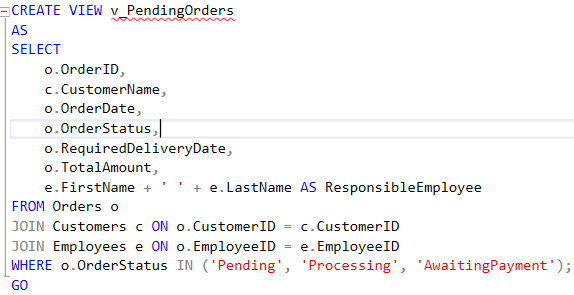 CREATE VIEW v_PendingOrders
AS
SELECT
    o.OrderID,
    c.CustomerName,
    o.OrderDate,
    o.OrderStatus,
    o.RequiredDeliveryDate,
    o.TotalAmount,
    e.FirstName + ' ' + e.LastName AS ResponsibleEmployee
FROM Orders o
JOIN Customers c ON o.CustomerID = c.CustomerID
JOIN Employees e ON o.EmployeeID = e.EmployeeID
WHERE o.OrderStatus IN ('Pending', 'Processing', 'AwaitingPayment');
GO